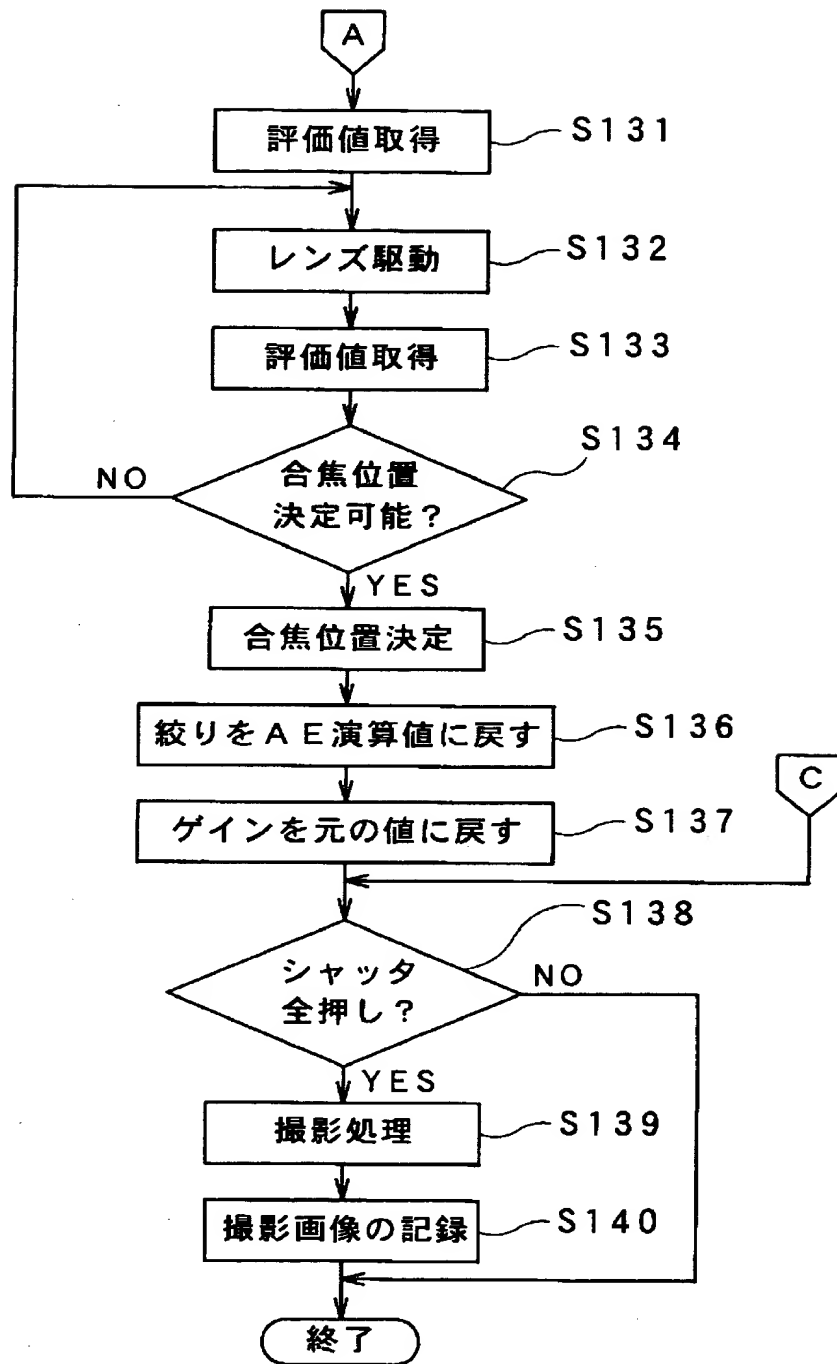 A
評価値取得
S131
レンズ駆動
S132
評価値取得
S133
合焦位置
決定可能?
S134
NO
YES
合焦位置決定
S135
絞りをAE演算値に戻す
S136
C
ゲインを元の値に戻す
S137
シャッタ
全押し?
S138
NO
YES
撮影処理
S139
撮影画像の記録
S140
終了